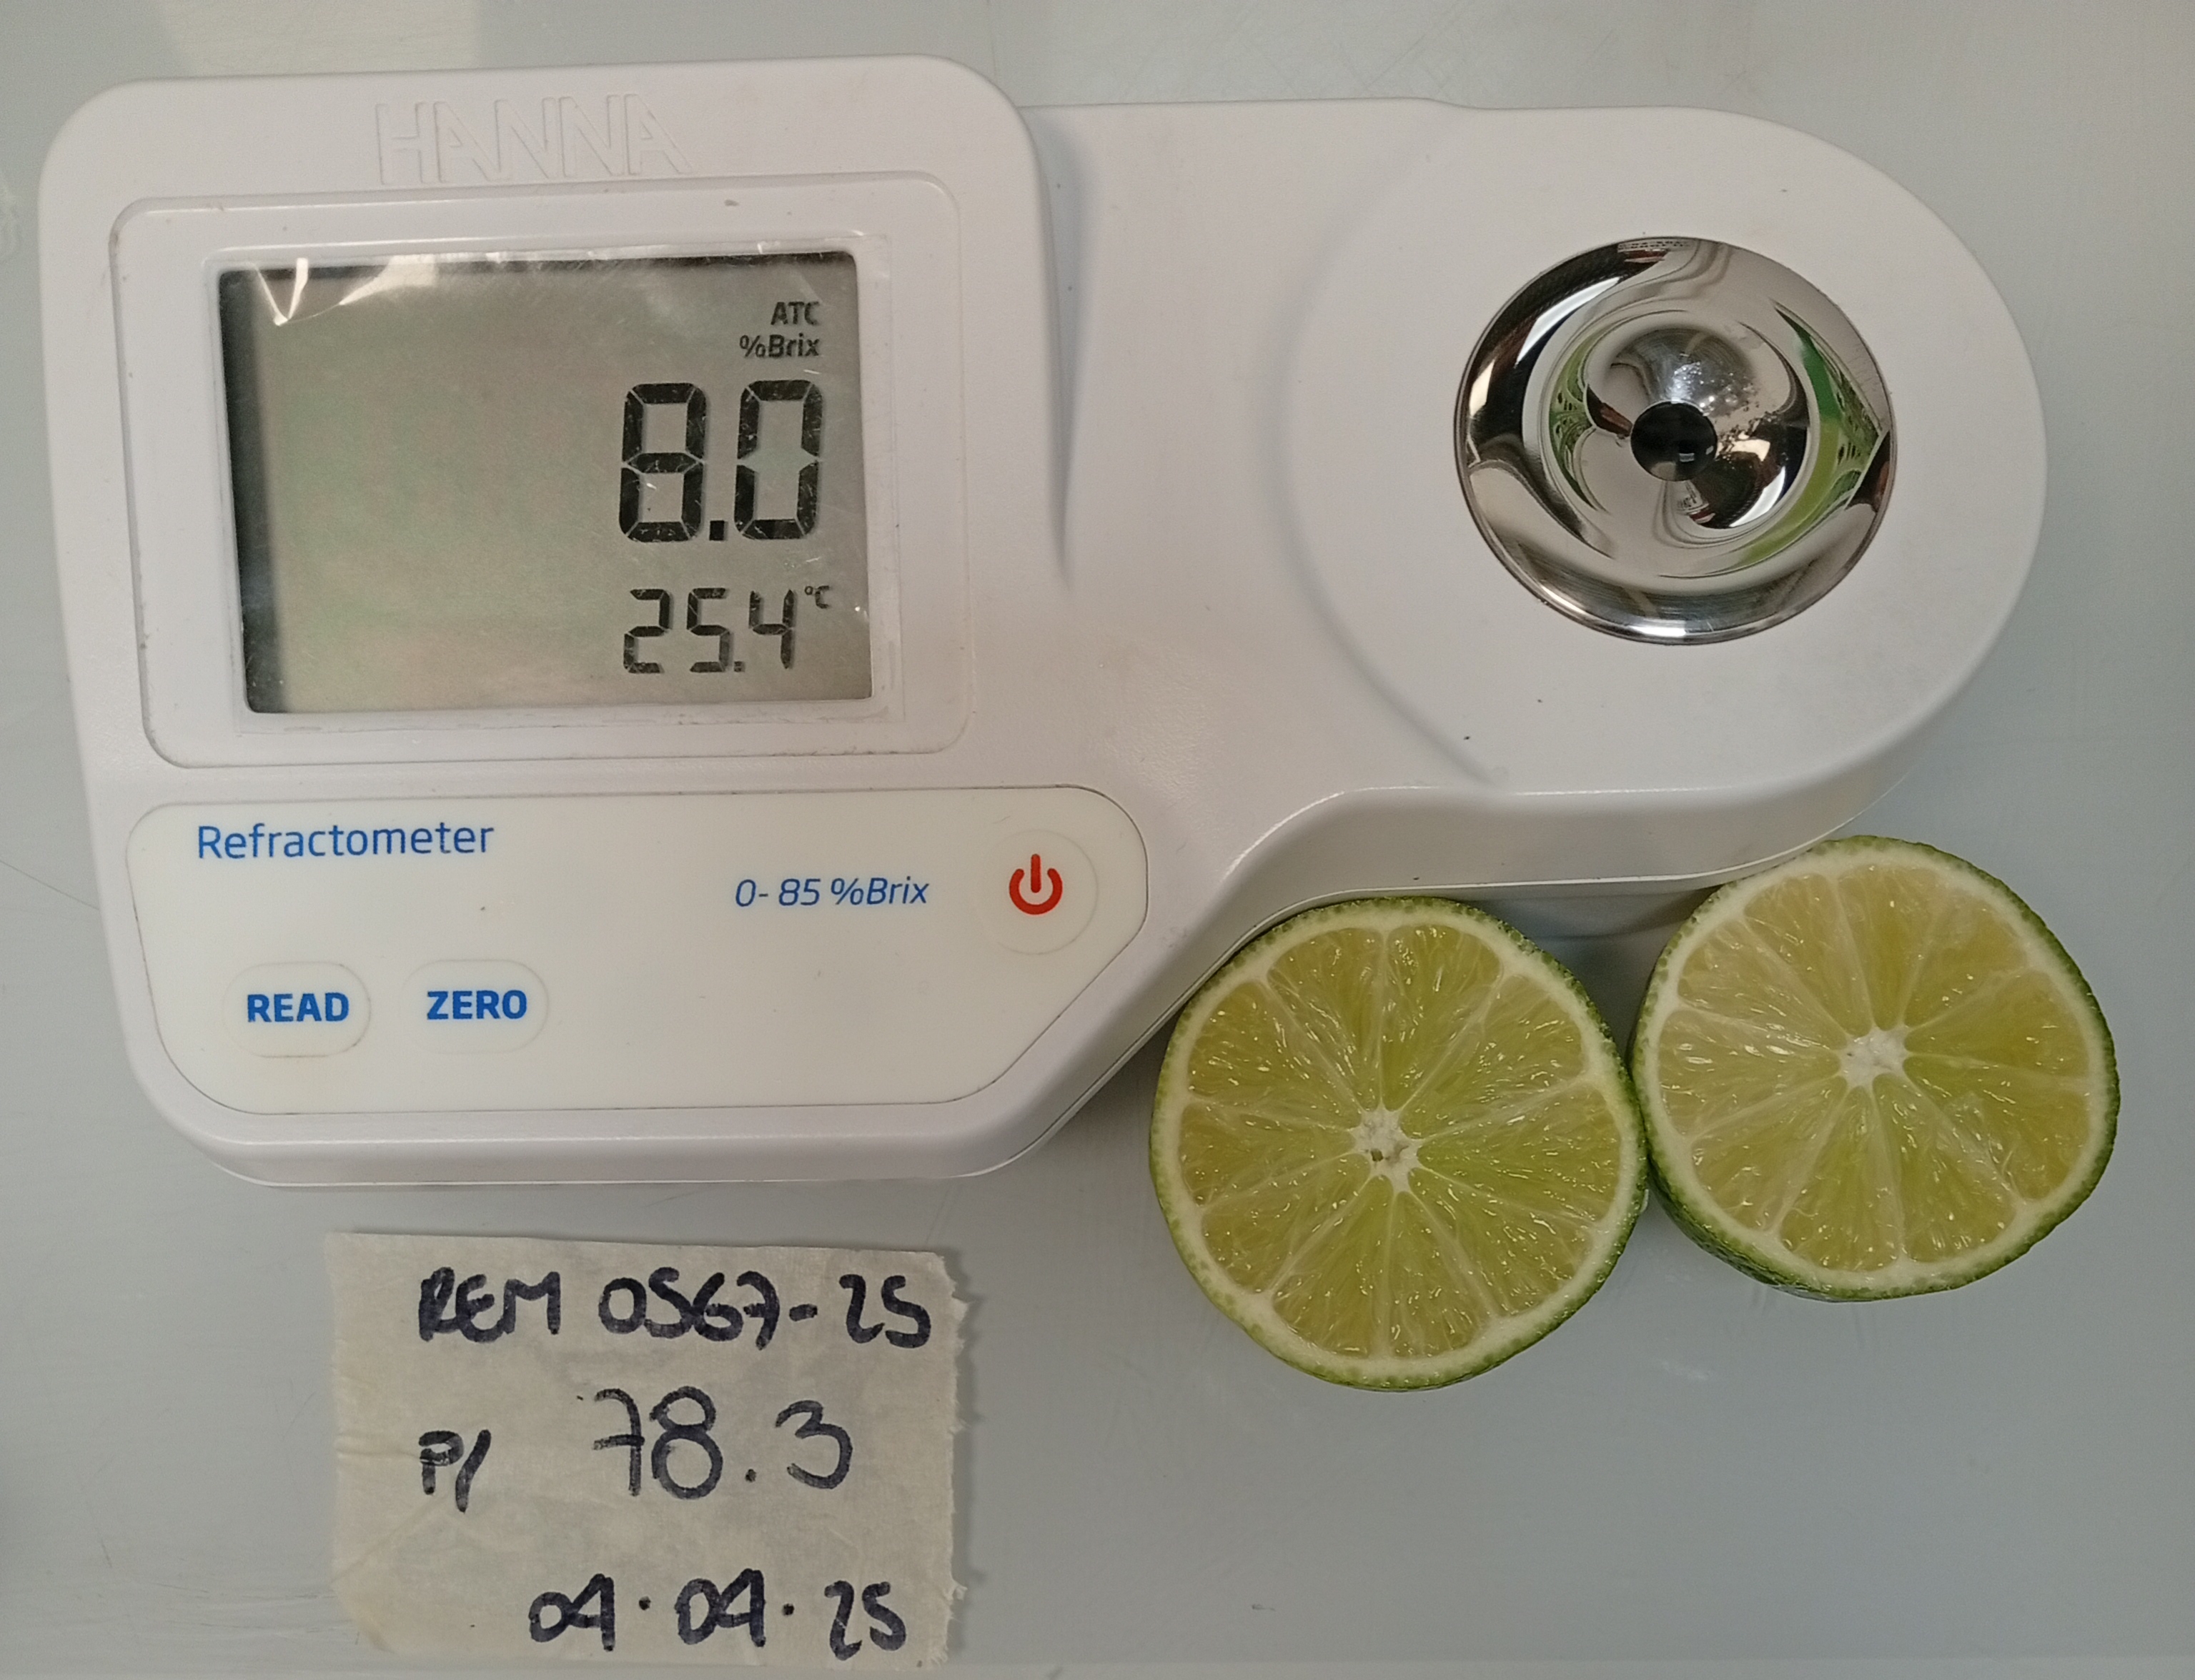 HANNA
ATC
%Brix
8.0
25.4°C
Refractometer
0-85 %Brix
READ ZERO
REM 0567-25
P/ 78.3
04.04.25